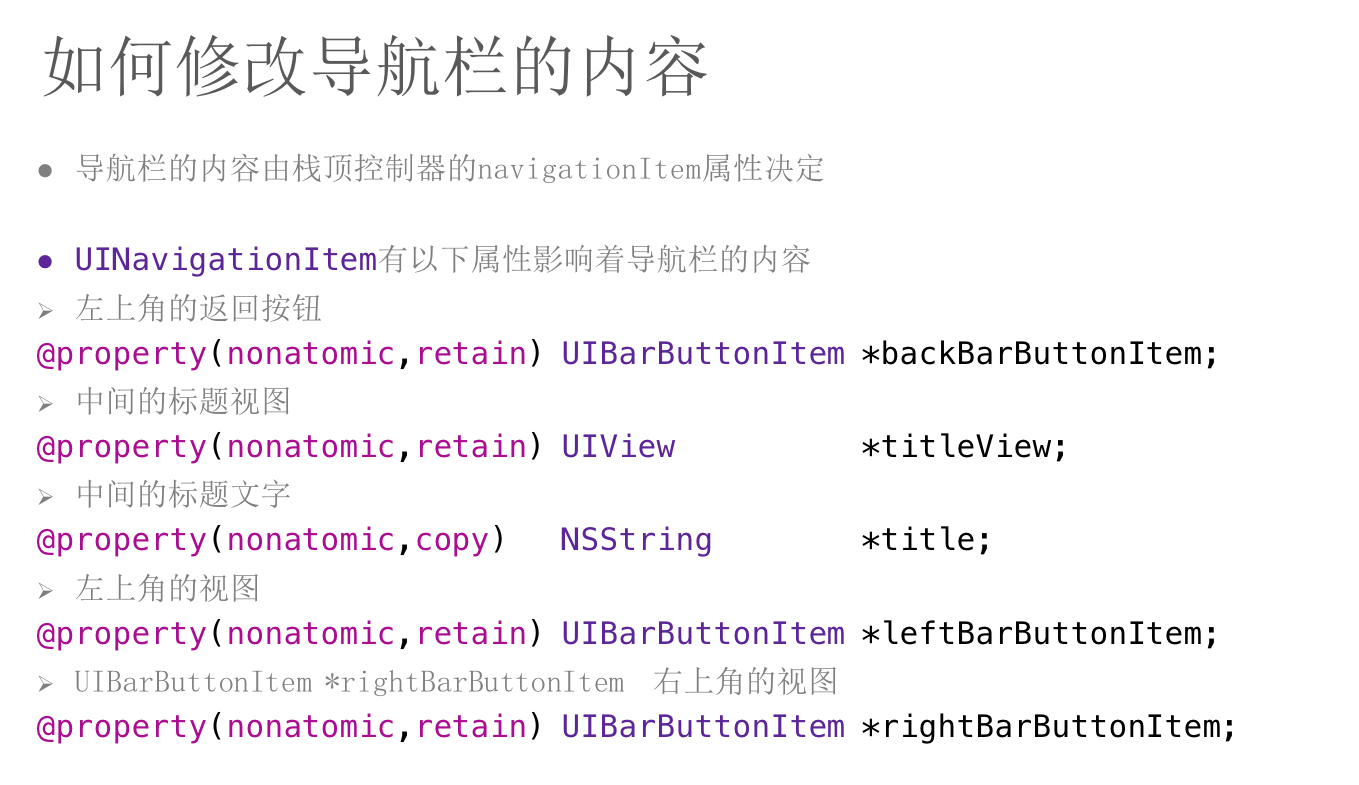 如何修改导航栏的内容
● 导航栏的内容由栈顶控制器的navigationItem属性决定
● UINavigationItem有以下属性影响着导航栏的内容
➢ 左上角的返回按钮
@property(nonatomic,retain) UIBarButtonItem *backBarButtonItem;
➢ 中间的标题视图
@property(nonatomic,retain) UIView *titleView;
➢ 中间的标题文字
@property(nonatomic,copy) NSString *title;
➢ 左上角的视图
@property(nonatomic,retain) UIBarButtonItem *leftBarButtonItem;
➢ UIBarButtonItem *rightBarButtonItem 右上角的视图
@property(nonatomic,retain) UIBarButtonItem *rightBarButtonItem;